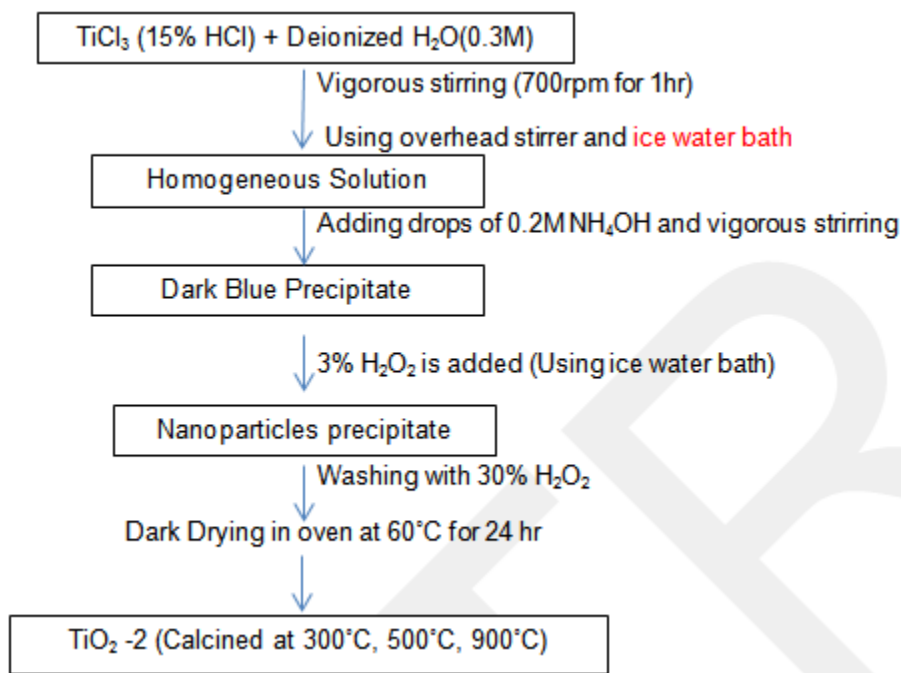 TiCl₃ (15% HCl) + Deionized H₂O(0.3M)
Vigorous stirring (700rpm for 1hr)
Using overhead stirrer and ice water bath
Homogeneous Solution
Adding drops of 0.2M NH₄OH and vigorous strirring
Dark Blue Precipitate
3% H₂O₂ is added (Using ice water bath)
Nanoparticles precipitate
Washing with 30% H₂O₂
Dark Drying in oven at 60˚C for 24 hr
TiO₂ -2 (Calcined at 300˚C, 500˚C, 900˚C)